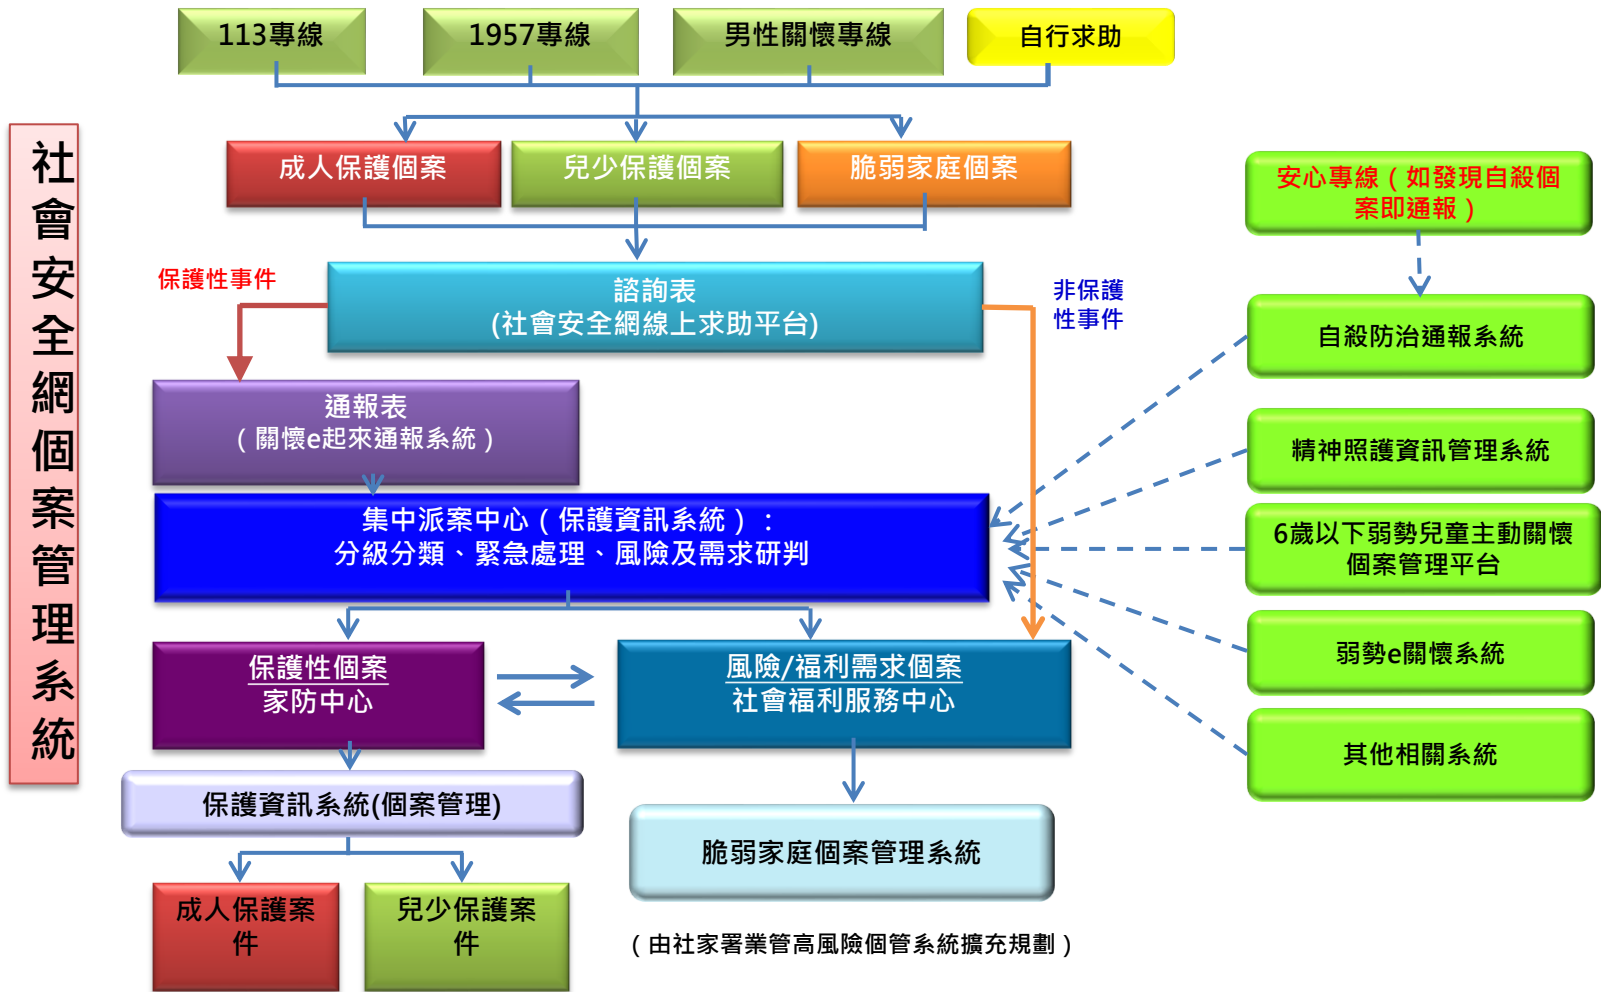 113專線
1957專線
男性關懷專線
自行求助
社會安全網個案管理系統
成人保護個案
兒少保護個案
脆弱家庭個案
安心專線（如發現自殺個
案即通報）
保護性事件
諮詢表
(社會安全網線上求助平台)
非保護
性事件
自殺防治通報系統
通報表
（關懷e起來通報系統）
精神照護資訊管理系統
集中派案中心（保護資訊系統）：
分級分類、緊急處理、風險及需求研判
6歲以下弱勢兒童主動關懷
個案管理平台
保護性個案
家防中心
風險/福利需求個案
社會福利服務中心
弱勢e關懷系統
其他相關系統
保護資訊系統(個案管理)
脆弱家庭個案管理系統
成人保護案
件
兒少保護案
件
（由社家署業管高風險個管系統擴充規劃）